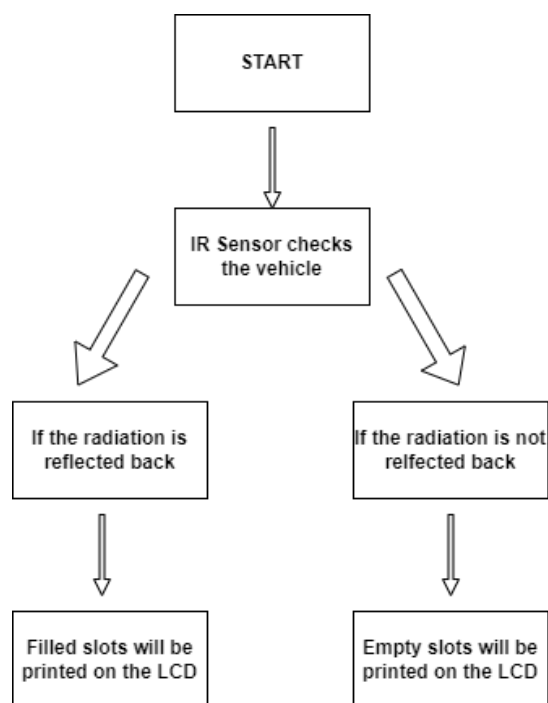 START
IR Sensor checks
the vehicle
If the radiation is
reflected back
If the radiation is not
relfected back
Filled slots will be
printed on the LCD
Empty slots will be
printed on the LCD